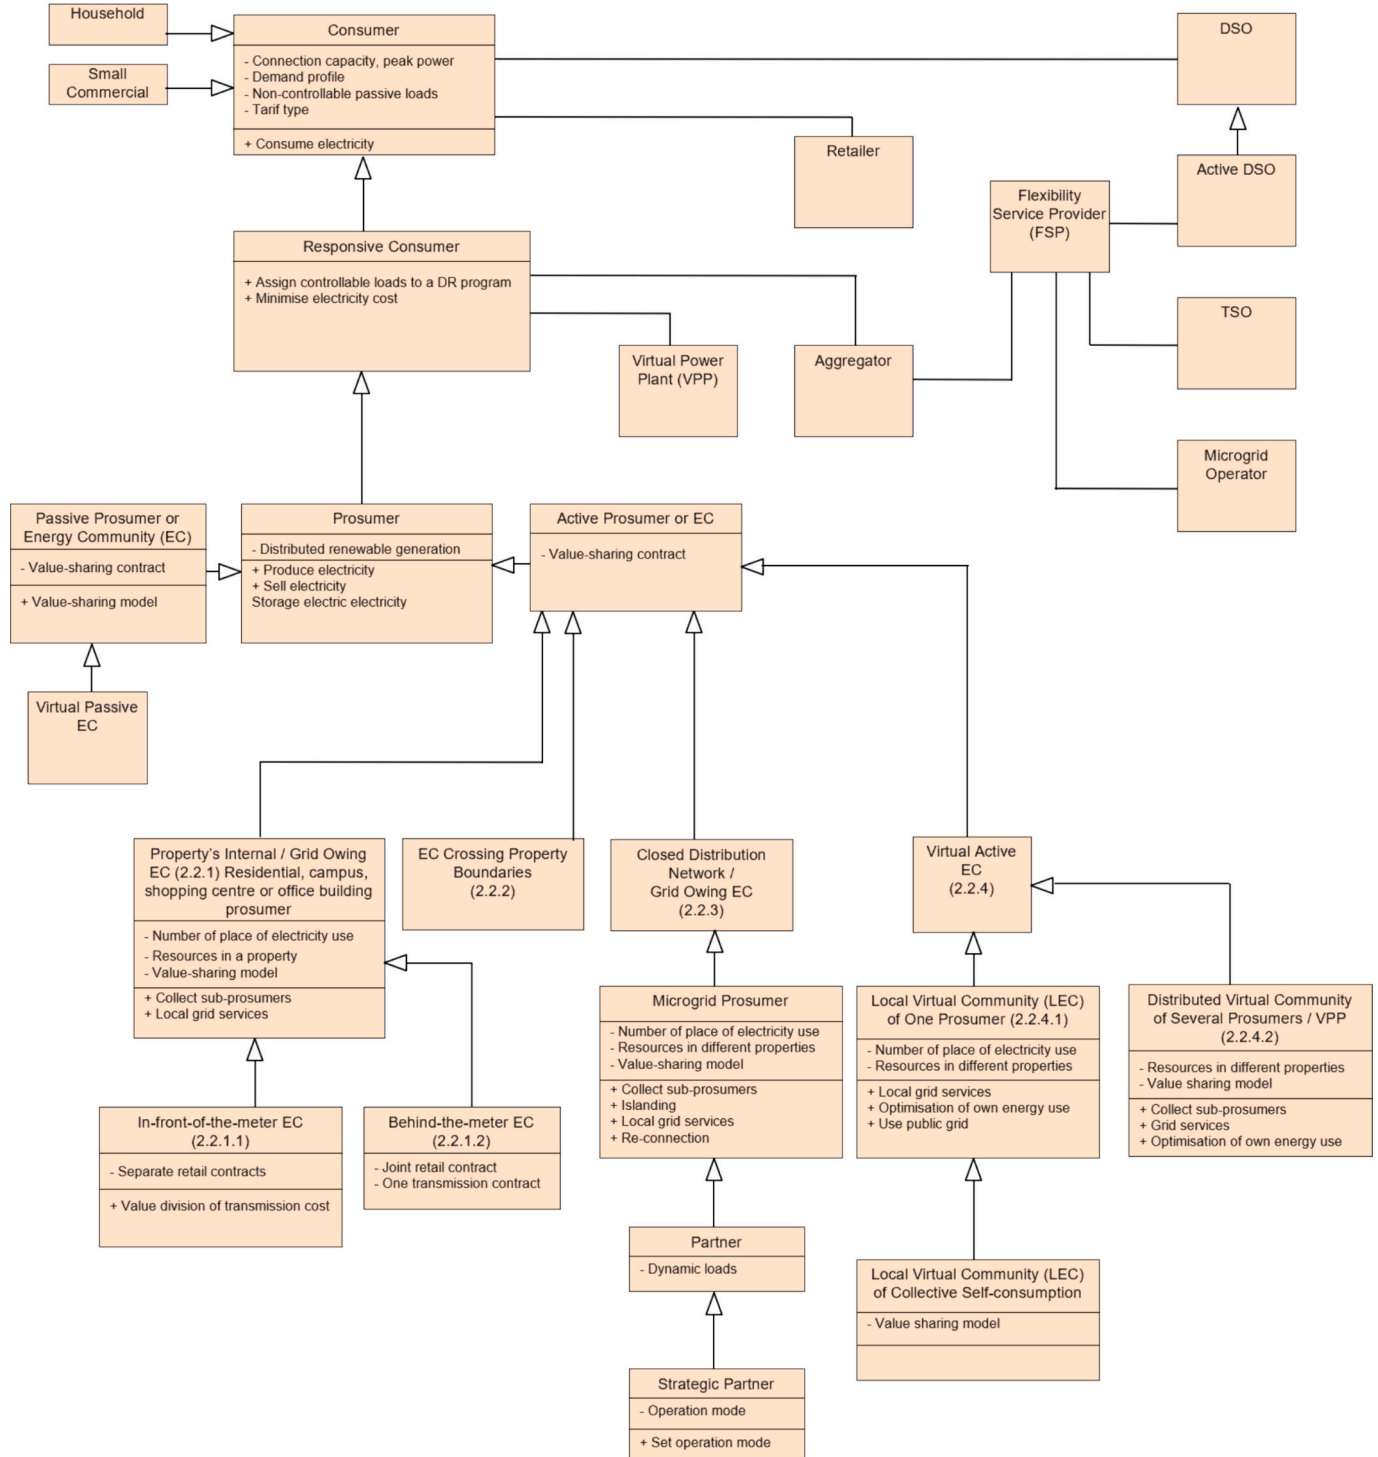 Household
Small
Commercial
Consumer
- Connection capacity, peak power
- Demand profile
- Non-controllable passive loads
- Tarif type
+ Consume electricity
DSO
Retailer
Active DSO
Flexibility
Service Provider
(FSP)
Responsive Consumer
+ Assign controllable loads to a DR program
+ Minimise electricity cost
Virtual Power
Plant (VPP)
Aggregator
TSO
Microgrid
Operator
Passive Prosumer or
Energy Community (EC)
- Value-sharing contract
+ Value-sharing model
Prosumer
- Distributed renewable generation
+ Produce electricity
+ Sell electricity
Storage electric electricity
Active Prosumer or EC
- Value-sharing contract
Virtual Passive
EC
Property's Internal / Grid Owing
EC (2.2.1) Residential, campus,
shopping centre or office building
prosumer
- Number of place of electricity use
- Resources in a property
- Value-sharing model
+ Collect sub-prosumers
+ Local grid services
EC Crossing Property
Boundaries
(2.2.2)
Closed Distribution
Network /
Grid Owing EC
(2.2.3)
Virtual Active
EC
(2.2.4)
Microgrid Prosumer
- Number of place of electricity use
- Resources in different properties
- Value-sharing model
+ Collect sub-prosumers
+ Islanding
+ Local grid services
+ Re-connection
Local Virtual Community (LEC)
of One Prosumer (2.2.4.1)
- Number of place of electricity use
- Resources in different properties
+ Local grid services
+ Optimisation of own energy use
+ Use public grid
Distributed Virtual Community
of Several Prosumers / VPP
(2.2.4.2)
- Resources in different properties
- Value sharing model
+ Collect sub-prosumers
+ Grid services
+ Optimisation of own energy use
In-front-of-the-meter EC
(2.2.1.1)
- Separate retail contracts
+ Value division of transmission cost
Behind-the-meter EC
(2.2.1.2)
- Joint retail contract
- One transmission contract
Partner
- Dynamic loads
Local Virtual Community (LEC)
of Collective Self-consumption
- Value sharing model
Strategic Partner
- Operation mode
+ Set operation mode